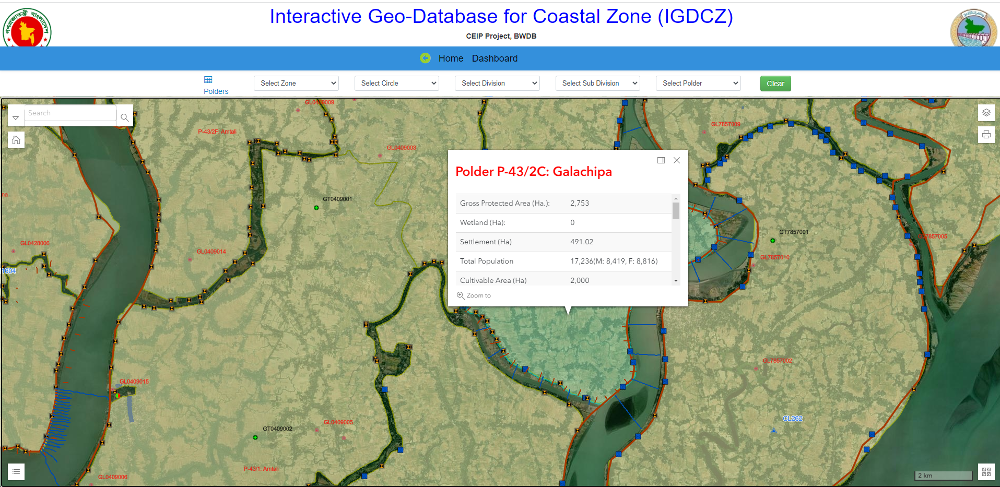 Interactive Geo-Database for Coastal Zone (IGDCZ)
CEIP Project, BWDB
গণপ্রজাতন্ত্রী বাংলাদেশ
Home Dashboard
Polders
Select Zone
Select Circle
Select Division
Select Sub Division
Select Polder
Clear
Search
GL0409009
P-43/2F: Amtali
GL0409003
GL7857009
Polder P-43/2C: Galachipa
Gross Protected Area (Ha.): 2,753
Wetland (Ha): 0
Settlement (Ha) 491.02
Total Population 17,236(M: 8,419, F: 8,816)
Cultivable Area (Ha) 2,000
Zoom to
na
GT0409001
GT7857001
GL7857005
GL0428006
GL0409014
GL7857010
1604
GL7857002
GL0409015
CL262
GL0409005
GT0409002
P-43/1: Amtali
GL0409006
2 km